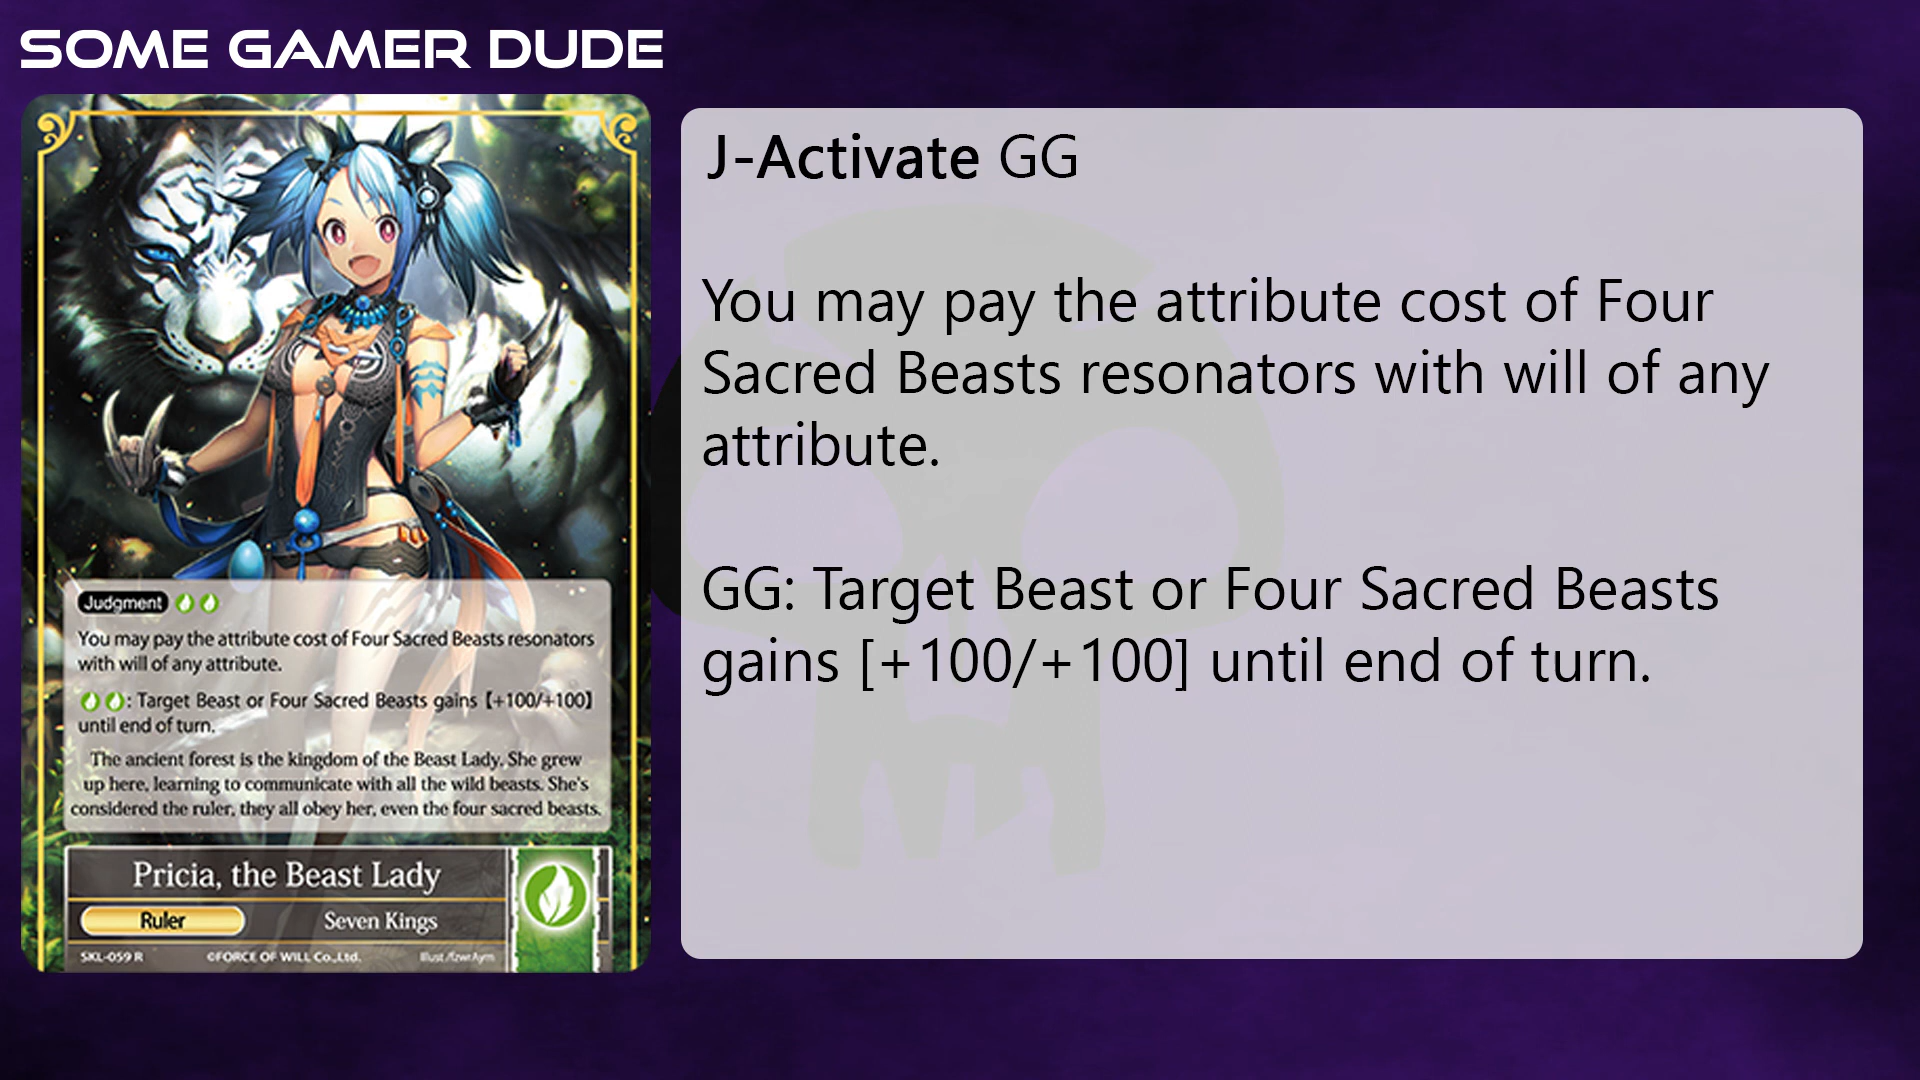 SOME GAMER DUDE
Judgment
You may pay the attribute cost of Four Sacred Beasts resonators
with will of any attribute.
: Target Beast or Four Sacred Beasts gains 【+100/+100】
until end of turn.
The ancient forest is the kingdom of the Beast Lady. She grew
up here, learning to communicate with all the wild beasts. She's
considered the ruler, they all obey her, even the four sacred beasts.
Pricia, the Beast Lady
Ruler
Seven Kings
SKL-059 R
©FORCE OF WILL Co.,Ltd.
Illust./fzwrAym
J-Activate GG
You may pay the attribute cost of Four
Sacred Beasts resonators with will of any
attribute.
GG: Target Beast or Four Sacred Beasts
gains [+100/+100] until end of turn.